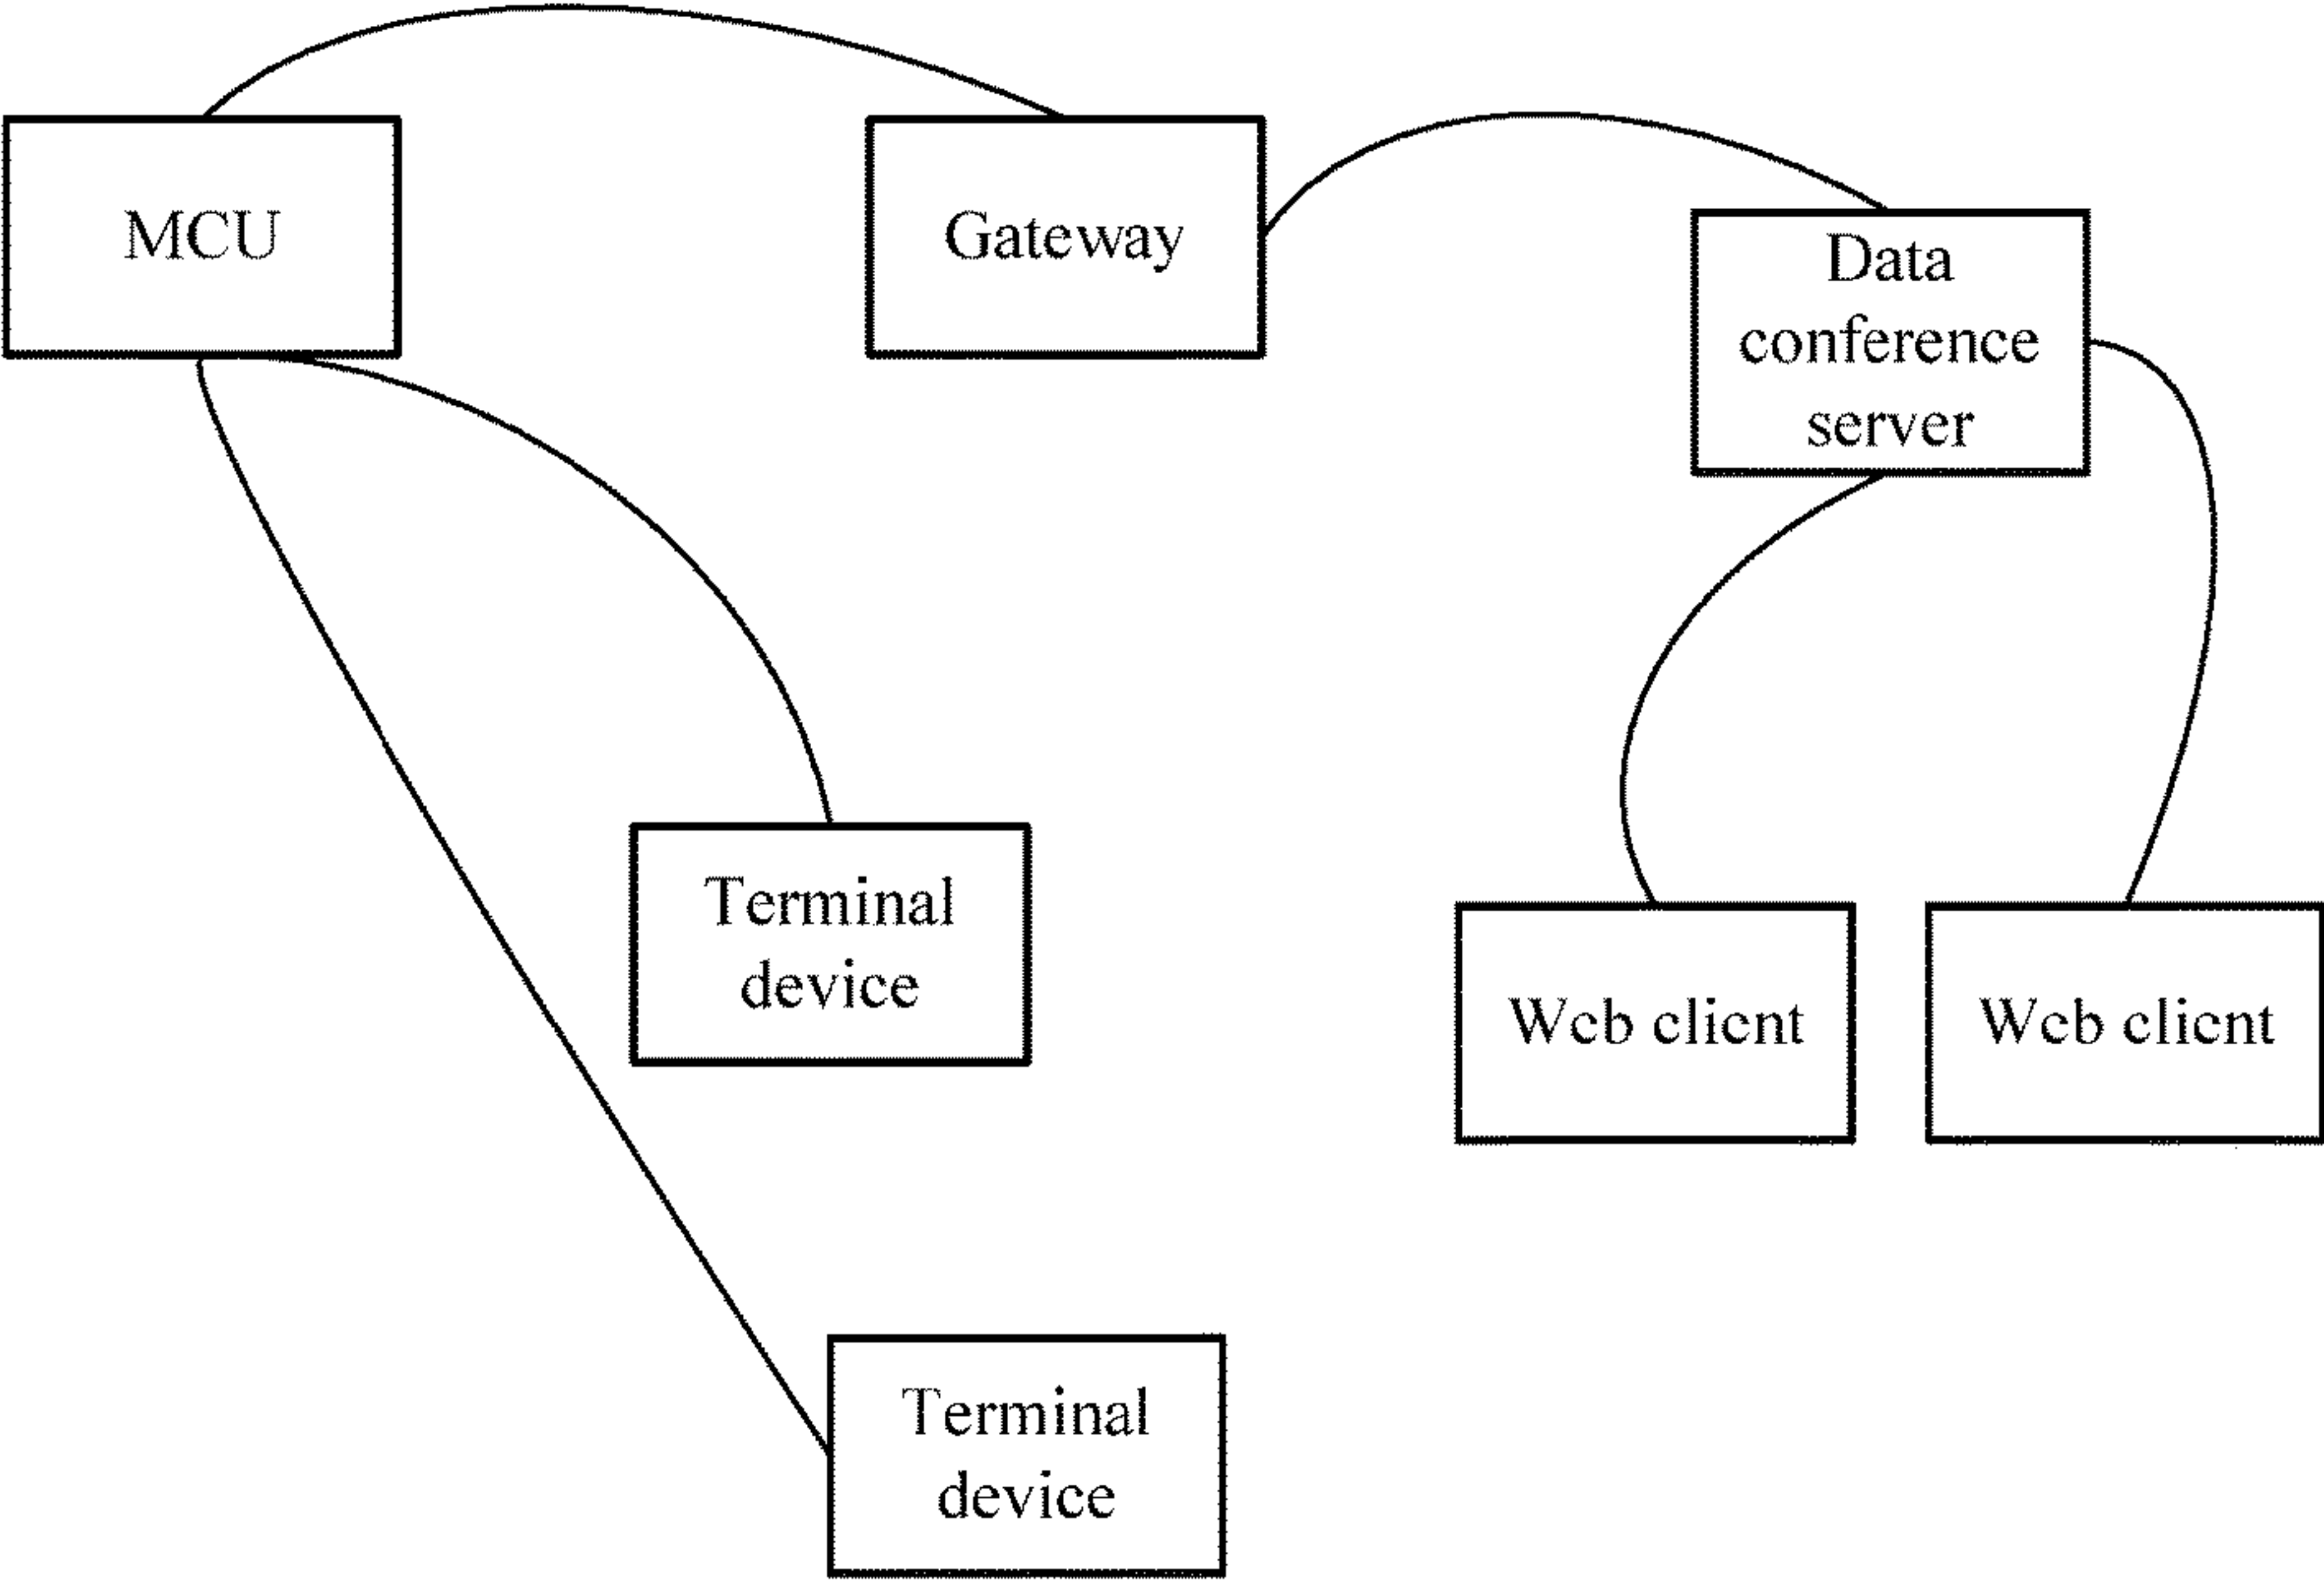 MCU
Gateway
Data
conference
server
Terminal
device
Web client
Web client
Terminal
device